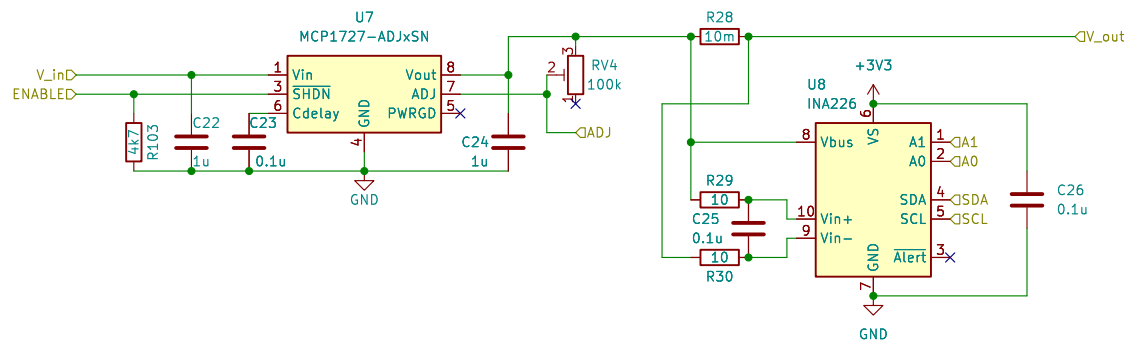 U7
MCP1727-ADJxSN
V_in
ENABLE
1 Vin
3 SHDN
6 Cdelay
Vout 8
ADJ 7
PWRGD 5
GND
4
R103
4k7
C22
1u
C23
0.1u
C24
1u
GND
3
2
1
RV4
100k
ADJ
R28
10m
V_out
+3V3
U8
INA226
6
VS
8 Vbus
10 Vin+
9 Vin-
A1 1 A1
A0 2 A0
SDA 4 SDA
SCL 5 SCL
Alert 3
GND
7
R29
10
C25
0.1u
10
R30
C26
0.1u
GND